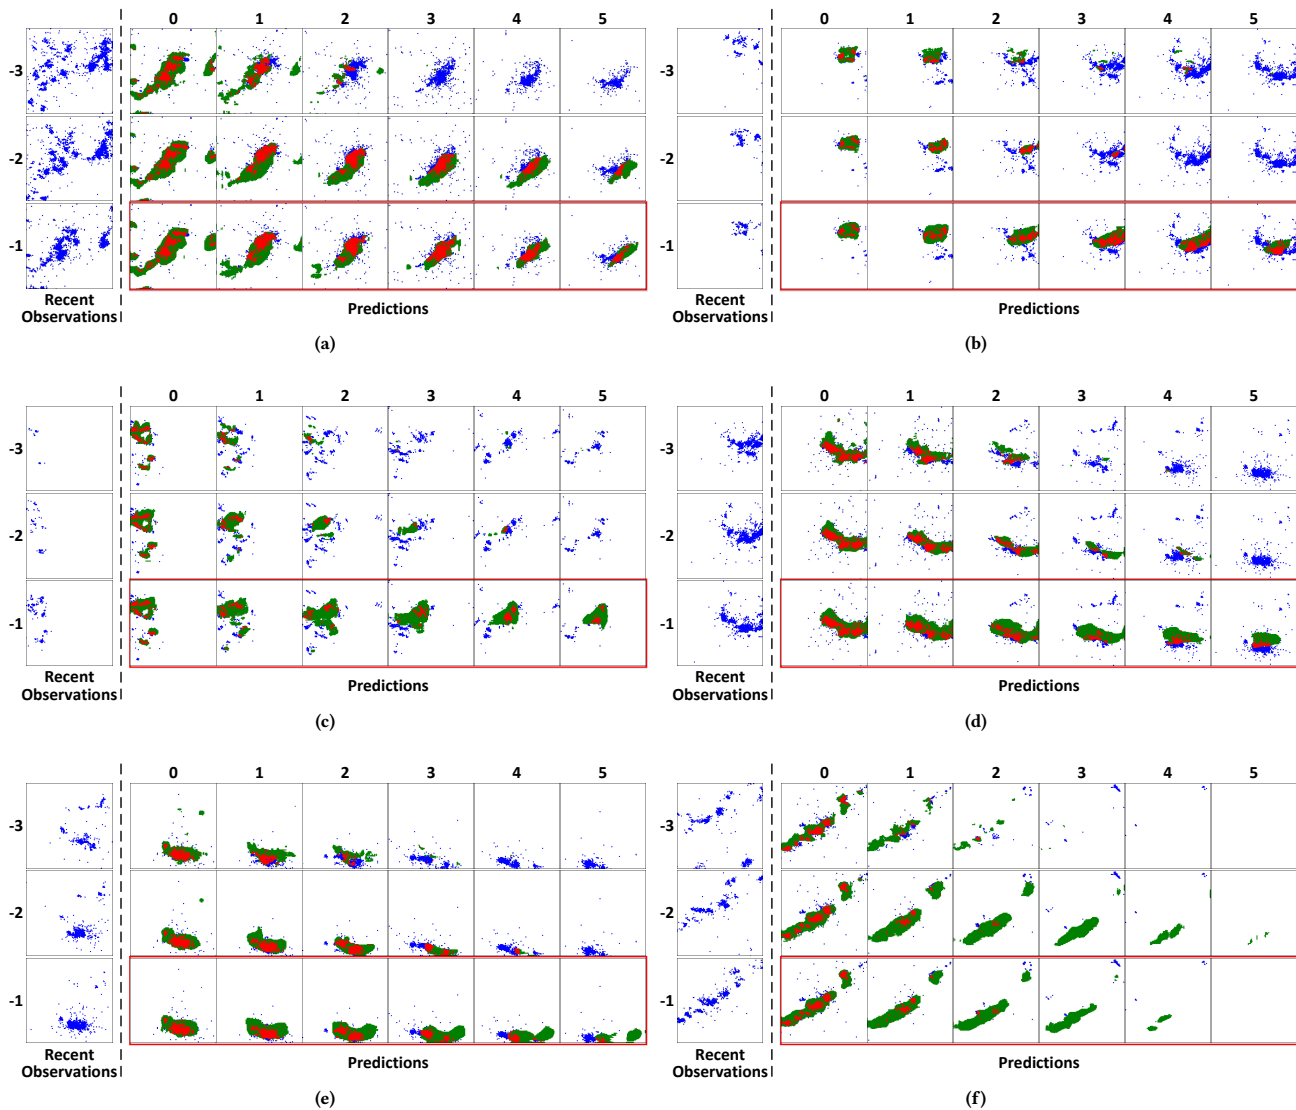 0 1 2 3 4 5
-3
-2
-1
Recent
Observations
Predictions
(a)
0 1 2 3 4 5
-3
-2
-1
Recent
Observations
Predictions
(b)
0 1 2 3 4 5
-3
-2
-1
Recent
Observations
Predictions
(c)
0 1 2 3 4 5
-3
-2
-1
Recent
Observations
Predictions
(d)
0 1 2 3 4 5
-3
-2
-1
Recent
Observations
Predictions
(e)
0 1 2 3 4 5
-3
-2
-1
Recent
Observations
Predictions
(f)